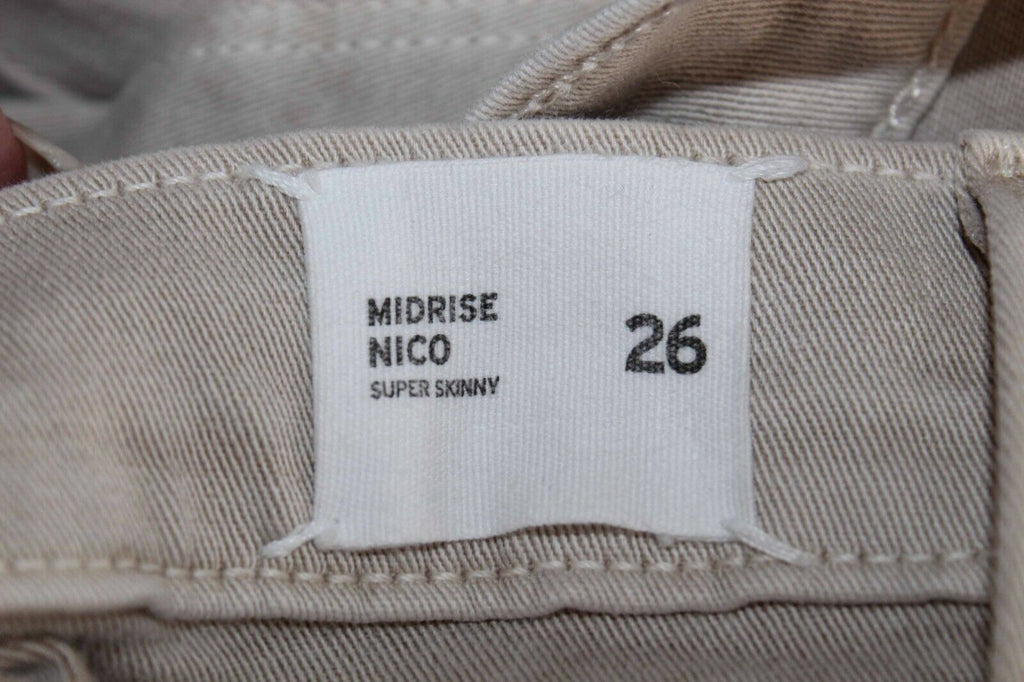 MIDRISE
NICO
SUPER SKINNY
26